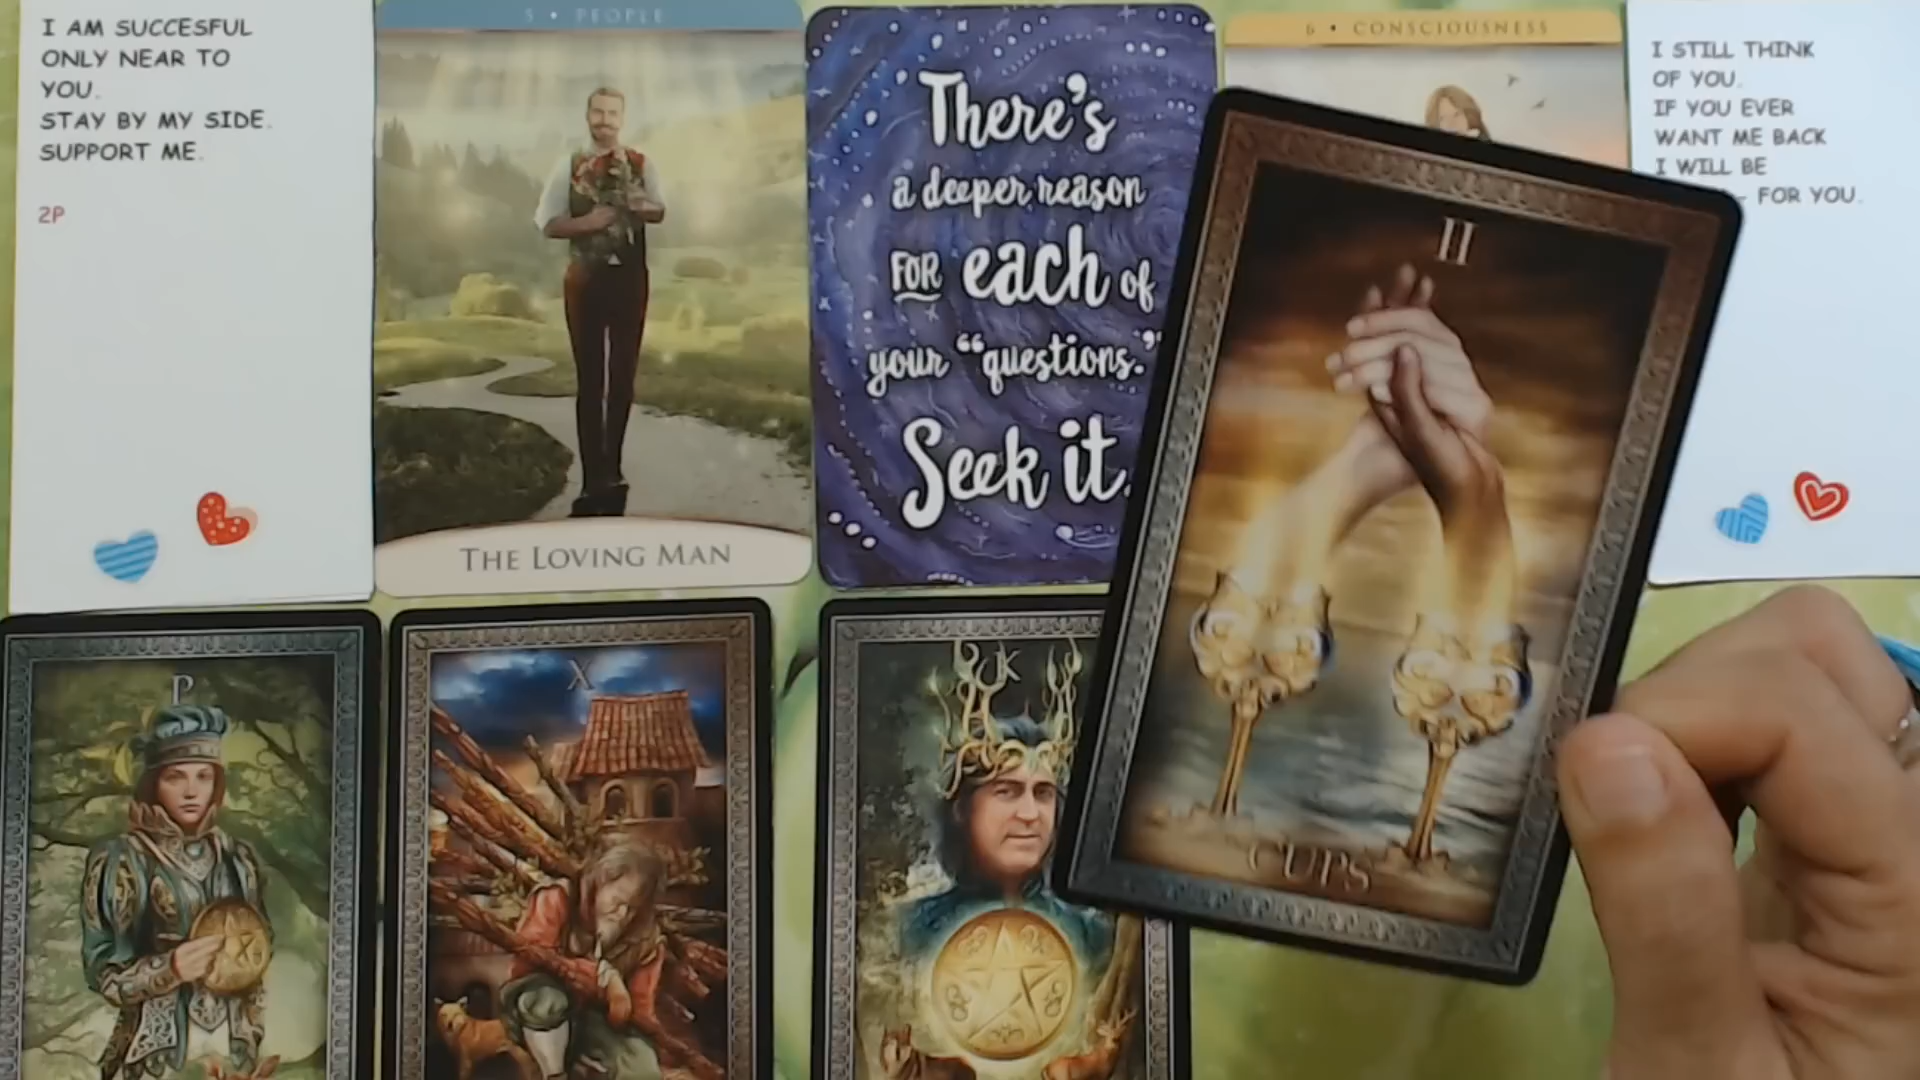 I AM SUCCESFUL
ONLY NEAR TO
YOU.
STAY BY MY SIDE.
SUPPORT ME.
2P
5 • PEOPLE
THE LOVING MAN
There's
a deeper reason
FOR each of
your “questions.”
Seek it.
6 • CONSCIOUSNESS
I STILL THINK
OF YOU.
IF YOU EVER
WANT ME BACK
I WILL BE
FOR YOU.
II
CUPS
P
X
K